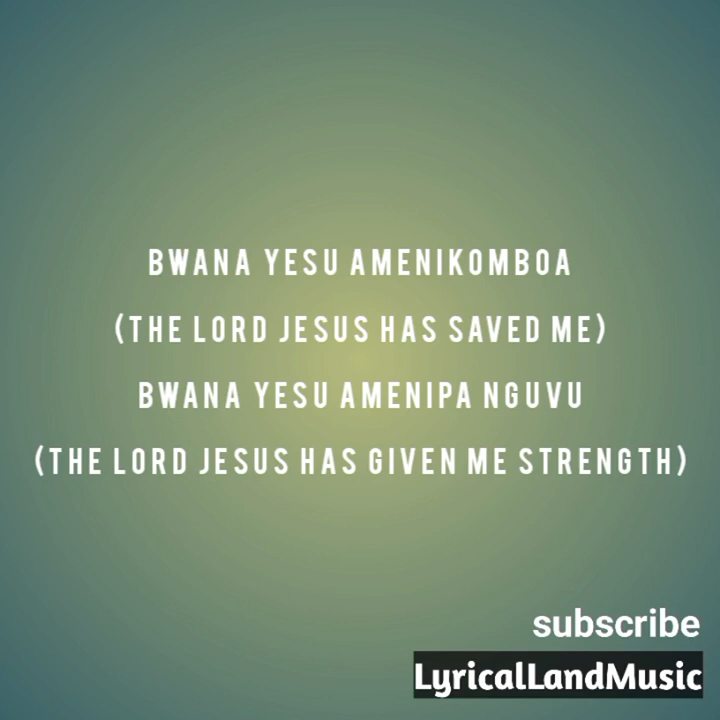 BWANA YESU AMENIKOMBOA
(THE LORD JESUS HAS SAVED ME)
BWANA YESU AMENIPA NGUVU
(THE LORD JESUS HAS GIVEN ME STRENGTH)
subscribe
LyricalLandMusic